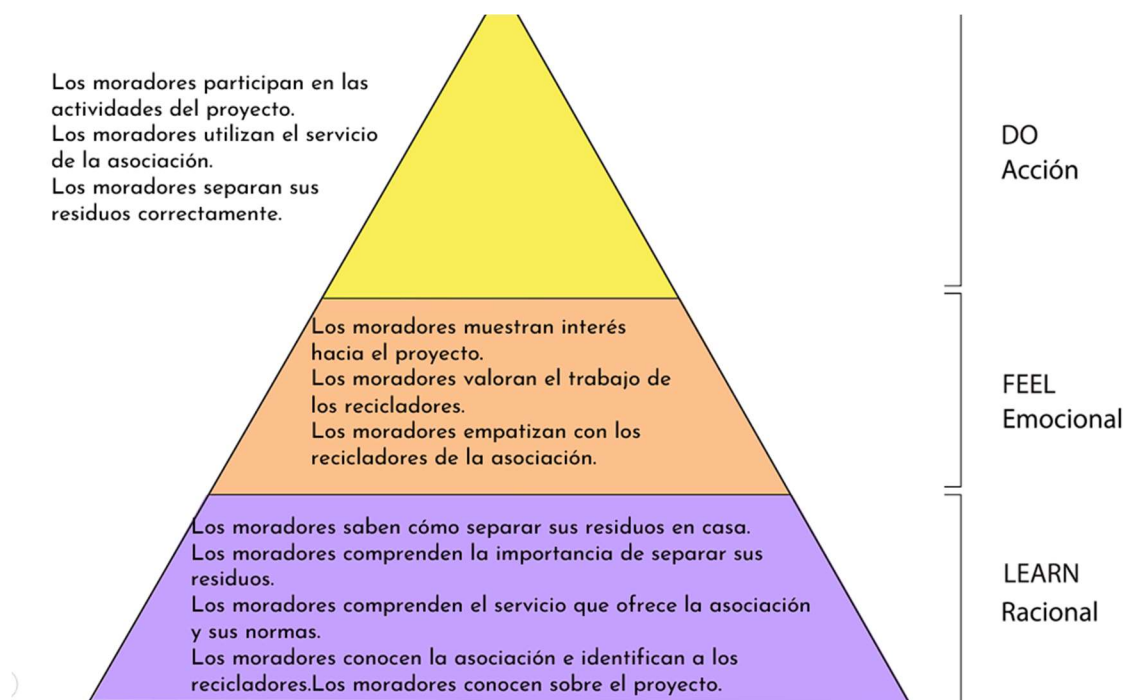 Los moradores participan en las
actividades del proyecto.
Los moradores utilizan el servicio
de la asociación.
Los moradores separan sus
residuos correctamente.
DO
Acción
Los moradores muestran interés
hacia el proyecto.
Los moradores valoran el trabajo de
los recicladores.
Los moradores empatizan con los
recicladores de la asociación.
FEEL
Emocional
Los moradores saben cómo separar sus residuos en casa.
Los moradores comprenden la importancia de separar sus
residuos.
Los moradores comprenden el servicio que ofrece la asociación
y sus normas.
Los moradores conocen la asociación e identifican a los
recicladores.Los moradores conocen sobre el proyecto.
LEARN
Racional